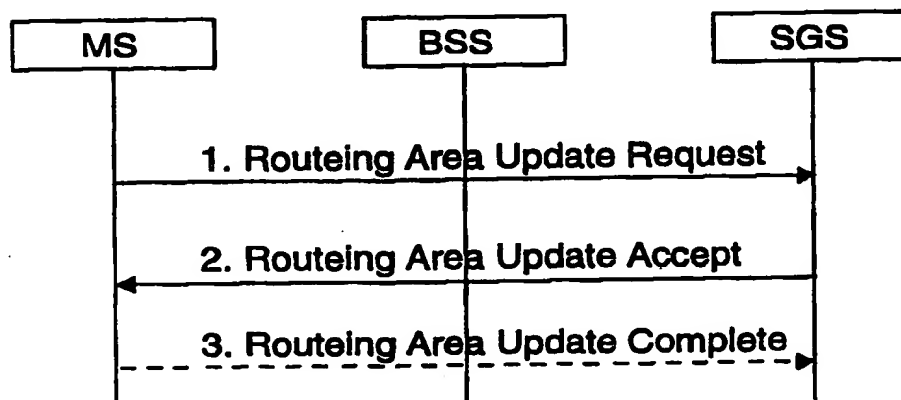 MS
BSS
SGS
1. Routeing Area Update Request
2. Routeing Area Update Accept
3. Routeing Area Update Complete